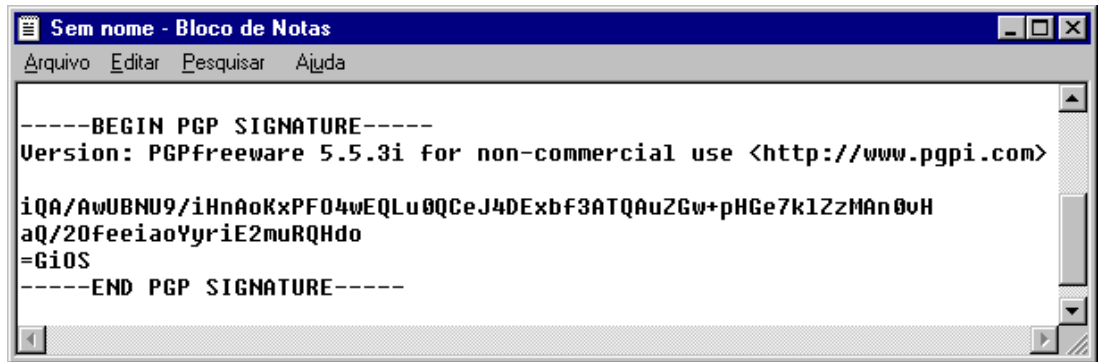 Sem nome - Bloco de Notas
Arquivo Editar Pesquisar Ajuda
-----BEGIN PGP SIGNATURE-----
Version: PGPfreeware 5.5.3i for non-commercial use <http://www.pgpi.com>
iQA/AwUBNU9/iHnAoKxPFO4wEQLu0QCeJ4DExbf3ATQAuZGw+pHGe7klZzMAn0vH
aQ/2OfeeiaoYyriE2muRQHdo
=GiOS
-----END PGP SIGNATURE-----